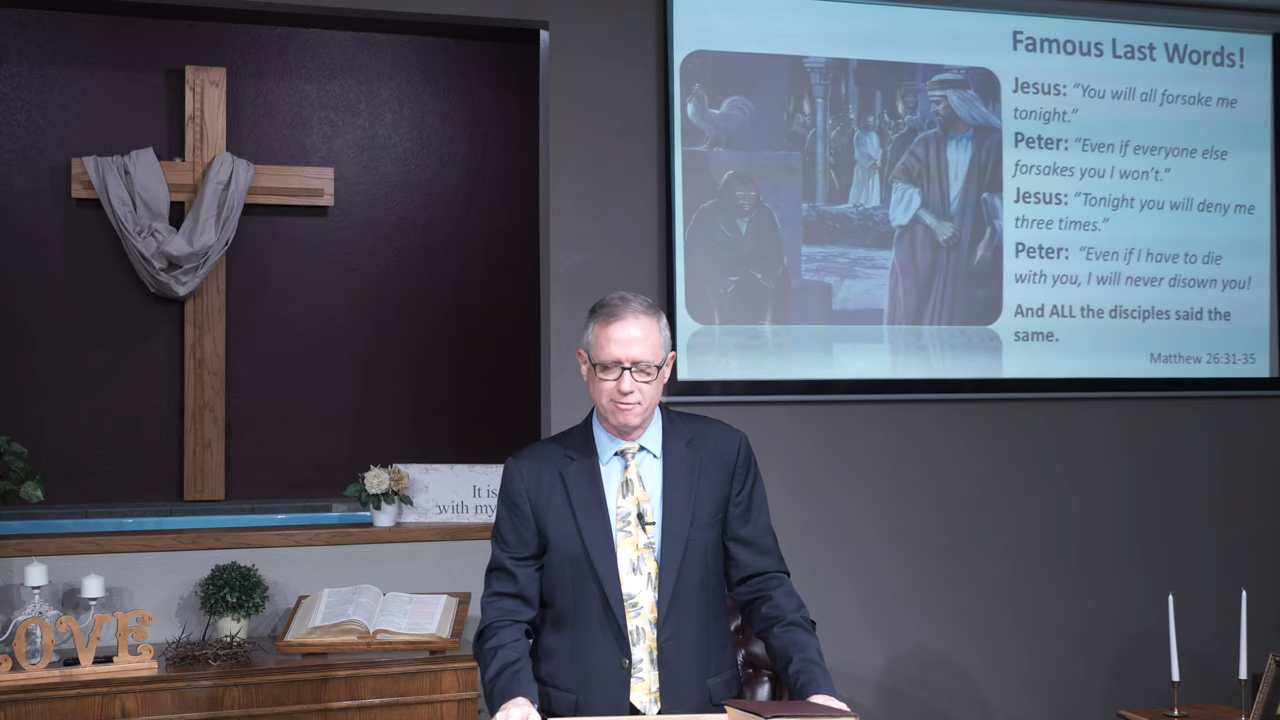 Famous Last Words!
Jesus: “You will all forsake me
tonight.”
Peter: “Even if everyone else
forsakes you I won’t.”
Jesus: “Tonight you will deny me
three times.”
Peter: “Even if I have to die
with you, I will never disown you!
And ALL the disciples said the
same.
Matthew 26:31-35
It is
with my
LOVE